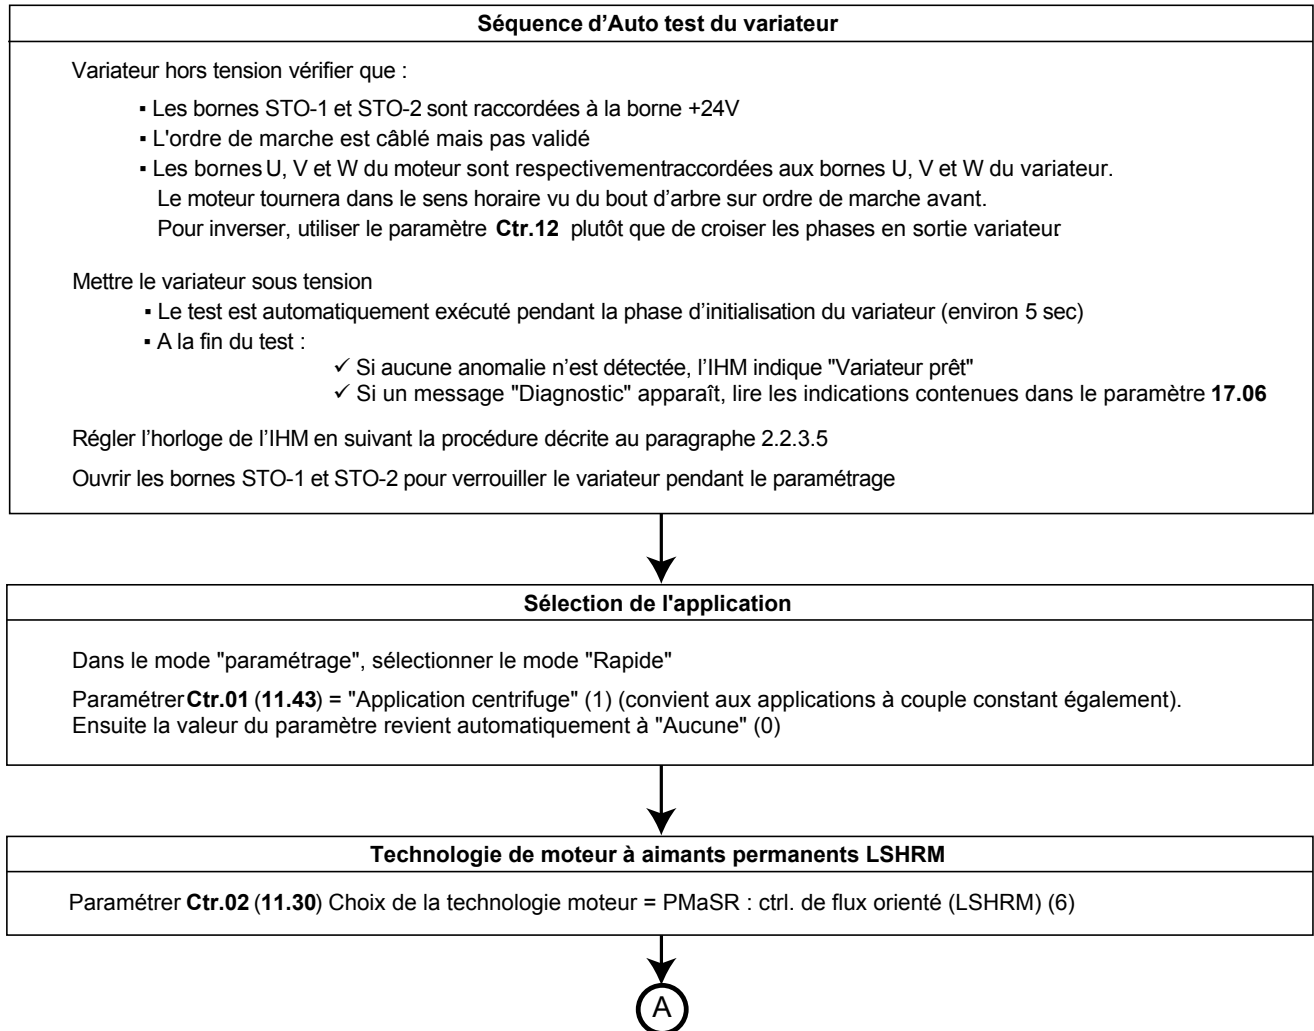 Séquence d'Auto test du variateur
Variateur hors tension vérifier que :
▪ Les bornes STO-1 et STO-2 sont raccordées à la borne +24V
▪ L'ordre de marche est câblé mais pas validé
▪ Les bornes U, V et W du moteur sont respectivementraccordées aux bornes U, V et W du variateur.
Le moteur tournera dans le sens horaire vu du bout d'arbre sur ordre de marche avant.
Pour inverser, utiliser le paramètre Ctr.12 plutôt que de croiser les phases en sortie variateur.
Mettre le variateur sous tension
▪ Le test est automatiquement exécuté pendant la phase d'initialisation du variateur (environ 5 sec)
▪ A la fin du test :
✓ Si aucune anomalie n'est détectée, l'IHM indique "Variateur prêt"
✓ Si un message "Diagnostic" apparaît, lire les indications contenues dans le paramètre 17.06
Régler l'horloge de l'IHM en suivant la procédure décrite au paragraphe 2.2.3.5
Ouvrir les bornes STO-1 et STO-2 pour verrouiller le variateur pendant le paramétrage
Sélection de l'application
Dans le mode "paramétrage", sélectionner le mode "Rapide"
Paramétrer Ctr.01 (11.43) = "Application centrifuge" (1) (convient aux applications à couple constant également).
Ensuite la valeur du paramètre revient automatiquement à "Aucune" (0)
Technologie de moteur à aimants permanents LSHRM
Paramétrer Ctr.02 (11.30) Choix de la technologie moteur = PMaSR : ctrl. de flux orienté (LSHRM) (6)
A